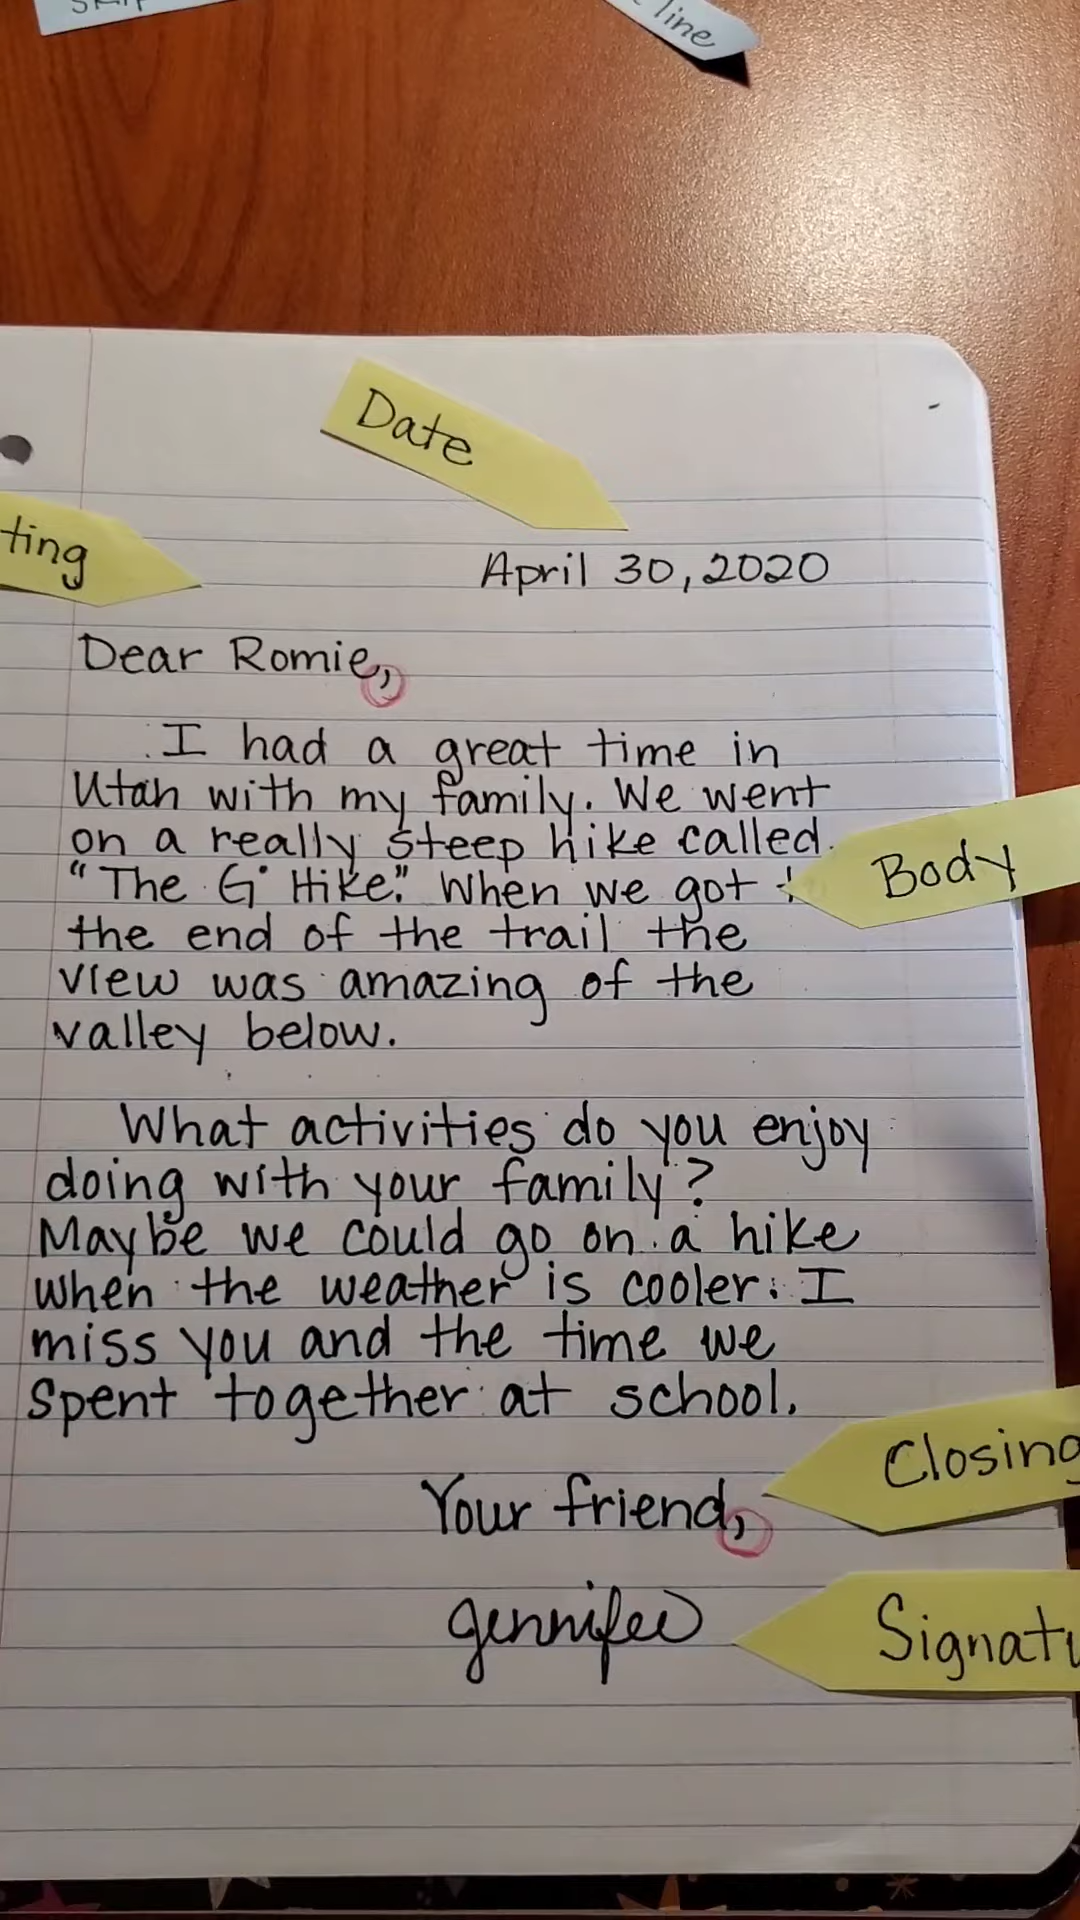 line
Date
ting
April 30, 2020
Dear Romie,
I had a great time in
Utah with my family. We went
on a really steep hike called
"The G Hike." When we got
the end of the trail the
view was amazing of the
valley below.
Body
What activities do you enjoy
doing with your family?
Maybe we could go on a hike
when the weather is cooler. I
miss you and the time we
spent together at school.
Closing
Your friend,
Jennifer
Signatu